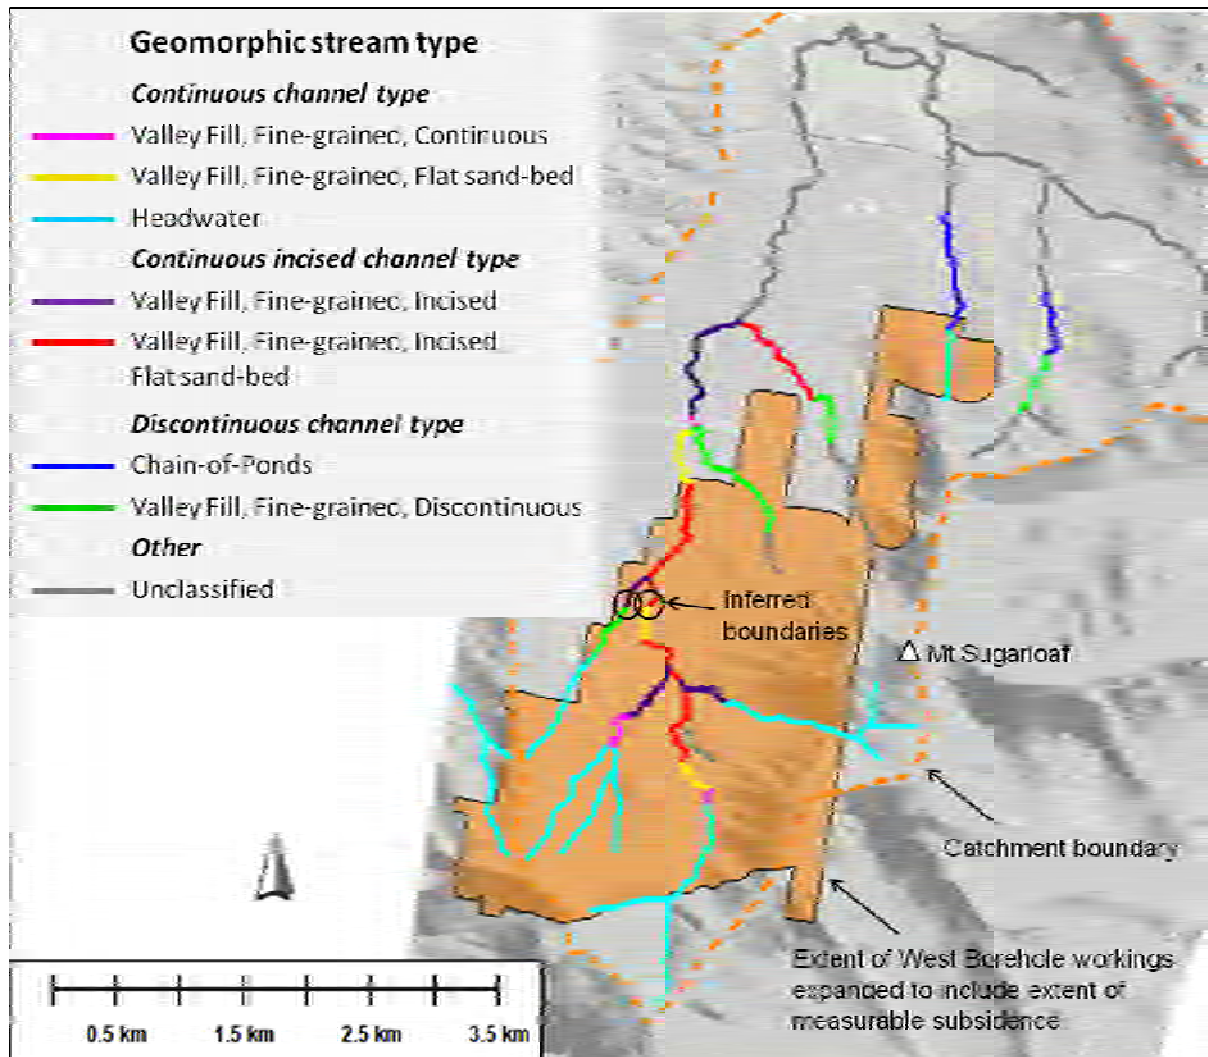 Geomorphic stream type
Continuous channel type
Valley Fill, Fine-grained, Continuous
Valley Fill, Fine-grained, Flat sand-bed
Headwater
Continuous incised channel type
Valley Fill, Fine-grained, Incised
Valley Fill, Fine-grained, Incised
Flat sand-bed
Discontinuous channel type
Chain-of-Ponds
Valley Fill, Fine-grained, Discontinuous
Other
Unclassified
Inferred
boundaries
Mt Sugarloaf
Catchment boundary
Extent of West Borehole workings
expanded to include extent of
measurable subsidence
0.5 km 1.5 km 2.5 km 3.5 km